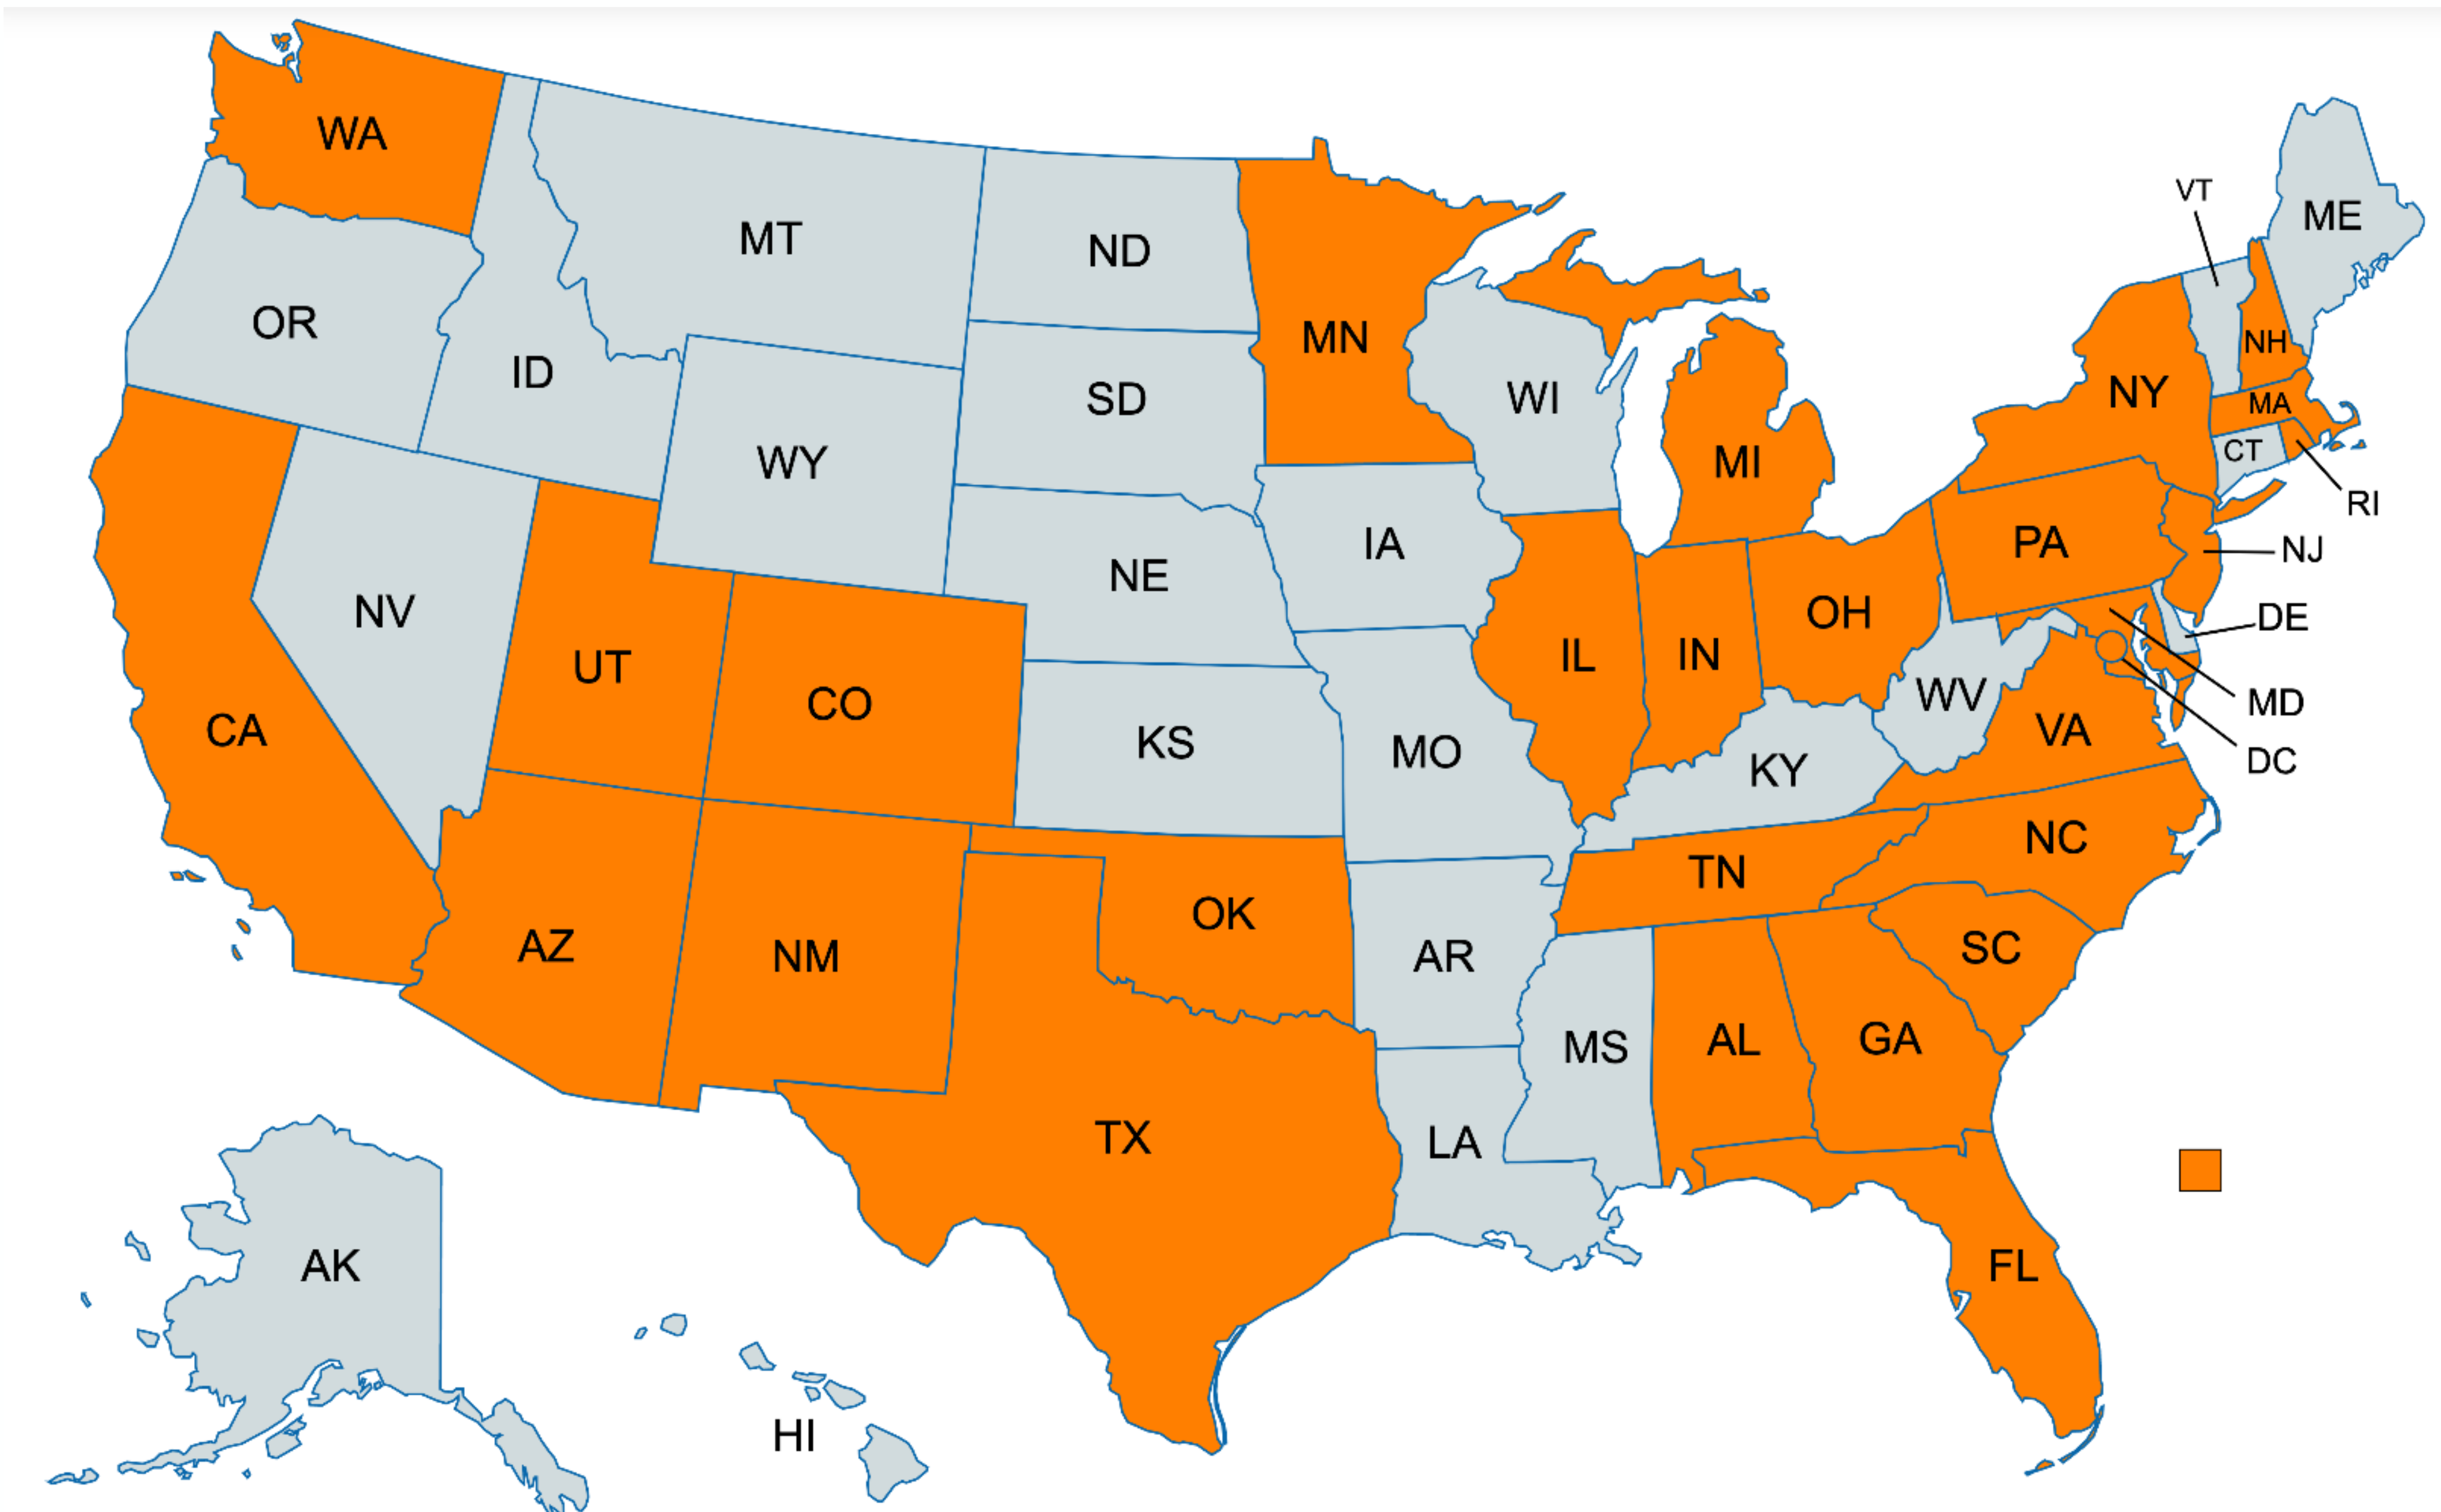 WA
VT
ME
MT
ND
OR
MN
NH
ID
SD
WI
NY
MA
CT
WY
MI
RI
IA
PA
NJ
NE
NV
OH
DE
UT
IL
IN
WV
MD
CO
CA
KS
MO
VA
DC
KY
NC
TN
OK
AZ
NM
AR
SC
MS
AL
GA
TX
LA
AK
FL
HI